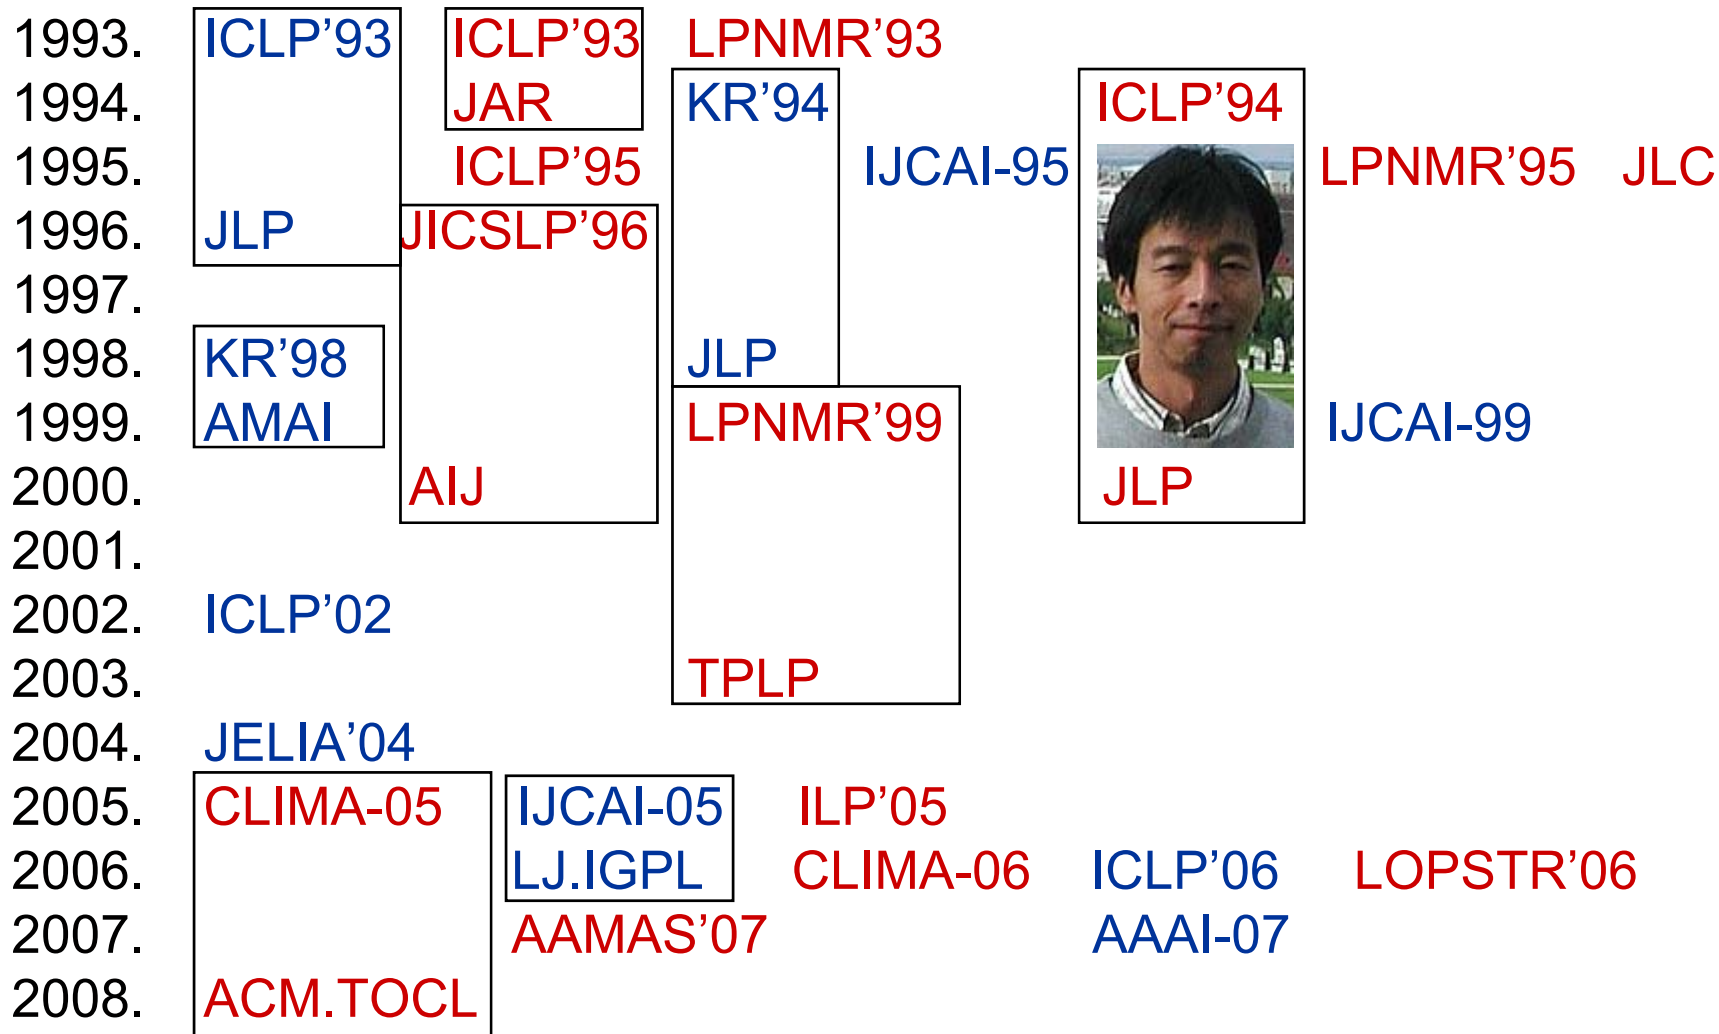 1993. ICLP’93 ICLP’93 LPNMR’93
1994. JAR KR’94 ICLP’94
1995. ICLP’95 IJCAI-95 LPNMR’95 JLC
1996. JLP JICSLP’96
1997.
1998. KR’98 JLP
1999. AMAI LPNMR’99 IJCAI-99
2000. AIJ JLP
2001.
2002. ICLP’02
2003. TPLP
2004. JELIA’04
2005. CLIMA-05 IJCAI-05 ILP’05
2006. LJ.IGPL CLIMA-06 ICLP’06 LOPSTR’06
2007. AAMAS’07 AAAI-07
2008. ACM.TOCL